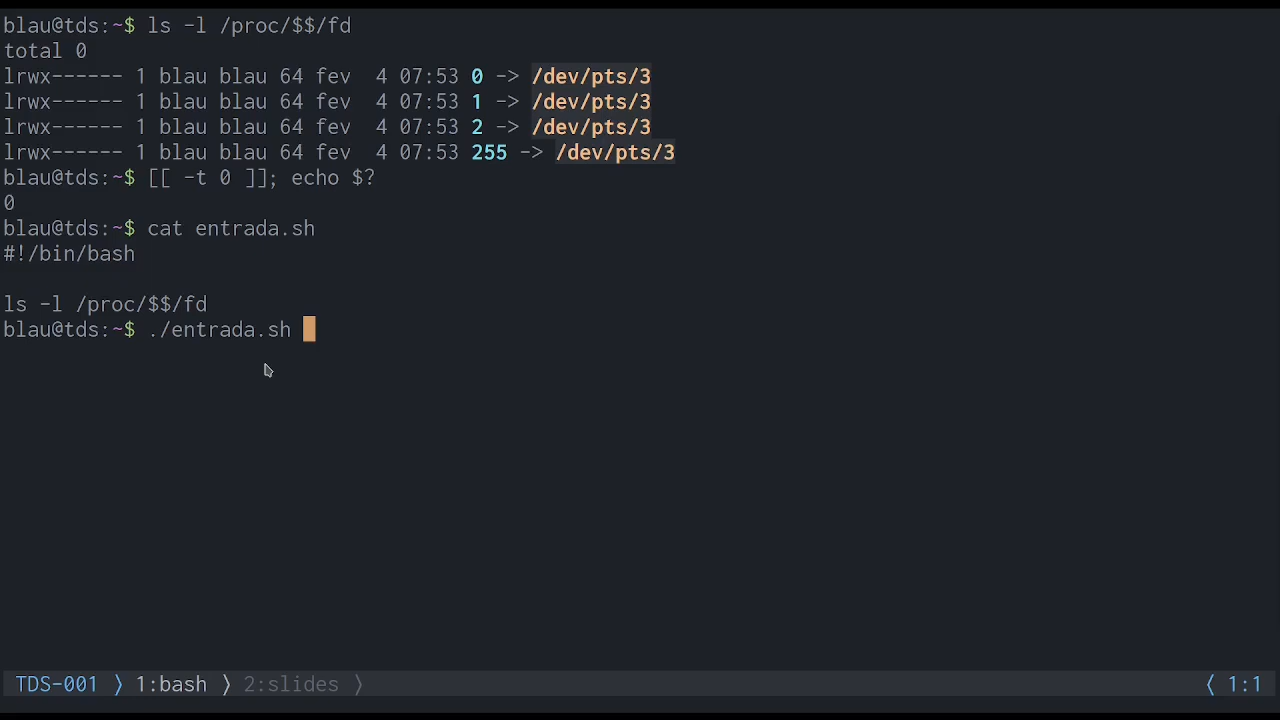 blau@tds:~$ ls -l /proc/$$/fd
total 0
lrwx------ 1 blau blau 64 fev  4 07:53 0 -> /dev/pts/3
lrwx------ 1 blau blau 64 fev  4 07:53 1 -> /dev/pts/3
lrwx------ 1 blau blau 64 fev  4 07:53 2 -> /dev/pts/3
lrwx------ 1 blau blau 64 fev  4 07:53 255 -> /dev/pts/3
blau@tds:~$ [[ -t 0 ]]; echo $?
0
blau@tds:~$ cat entrada.sh
#!/bin/bash

ls -l /proc/$$/fd
blau@tds:~$ ./entrada.sh
TDS-001 ⟩ 1:bash ⟩ 2:slides ⟩ ⟨ 1:1